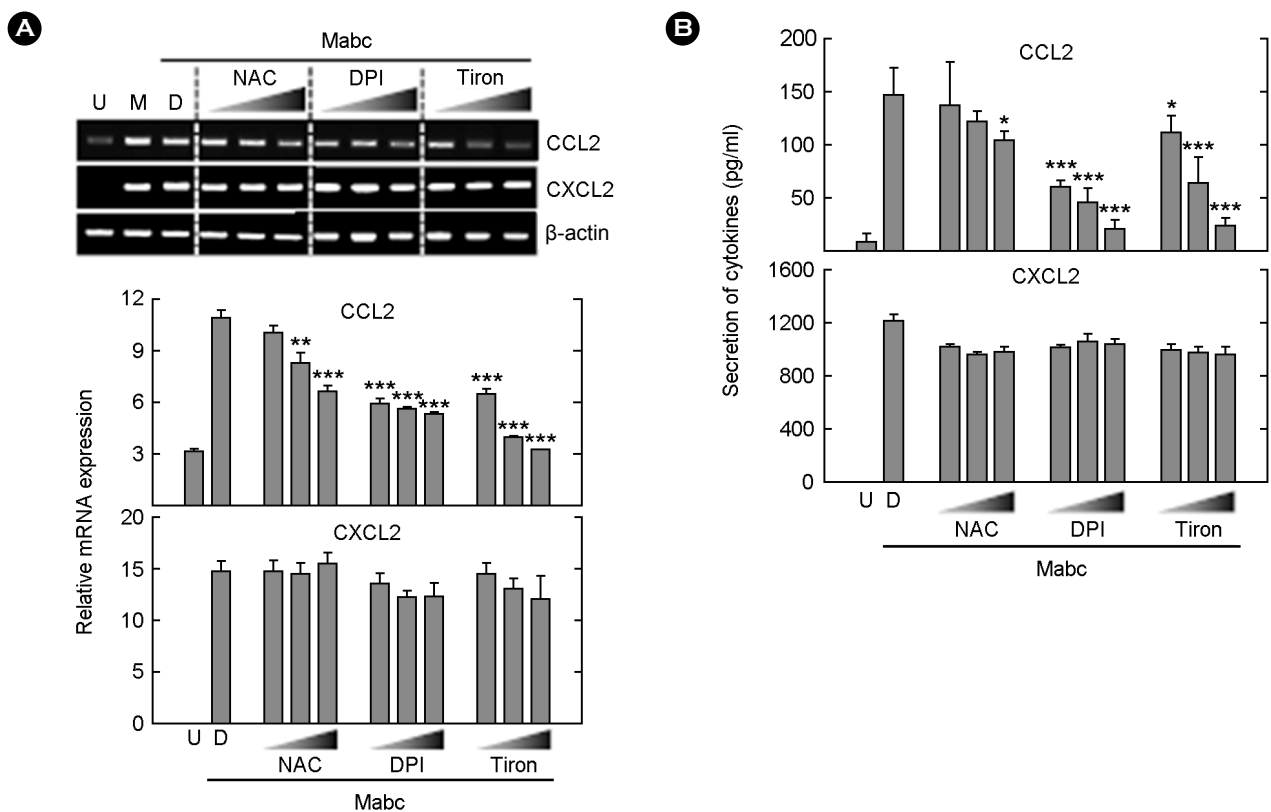 A
Mabc
NAC DPI Tiron
U M D
CCL2
CXCL2
β-actin
Relative mRNA expression
12
9
6
3
CCL2
** *** *** *** *** *** *** ***
20
15
10
5
0
CXCL2
U D
NAC DPI Tiron
Mabc
B
Secretion of cytokines (pg/ml)
200
150
100
50
CCL2
* *** *** *** * *** ***
1600
1200
800
400
0
CXCL2
U D
NAC DPI Tiron
Mabc